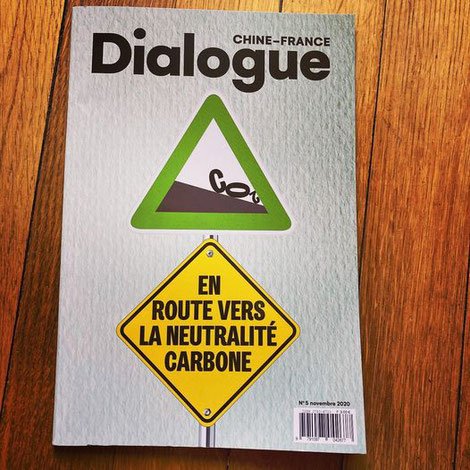 CHINE–FRANCE
Dialogue
CO₂
EN
ROUTE VERS
LA NEUTRALITÉ
CARBONE
N°5 novembre 2020